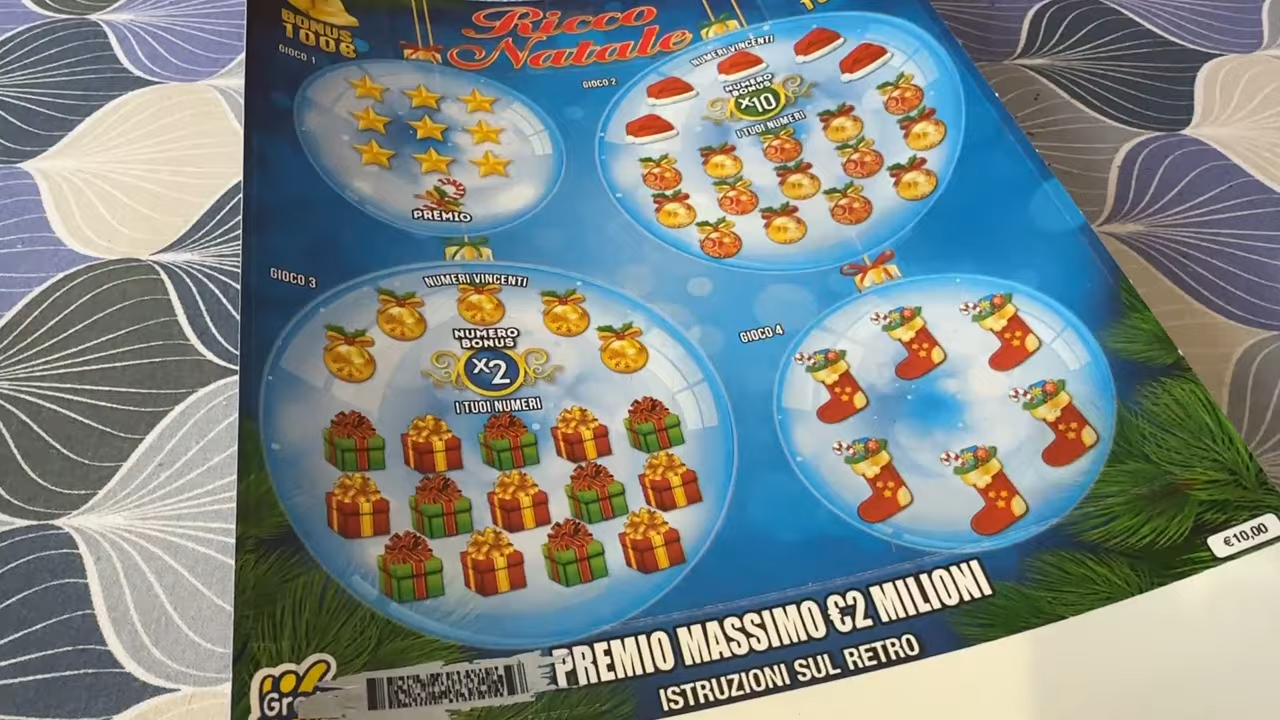 BONUS
100€
Ricco
Natale
GIOCO 1
PREMIO
GIOCO 2
NUMERI VINCENTI
NUMERO
BONUS
X10
I TUOI NUMERI
GIOCO 3
NUMERI VINCENTI
NUMERO
BONUS
X2
I TUOI NUMERI
GIOCO 4
€10,00
PREMIO MASSIMO €2 MILIONI
ISTRUZIONI SUL RETRO